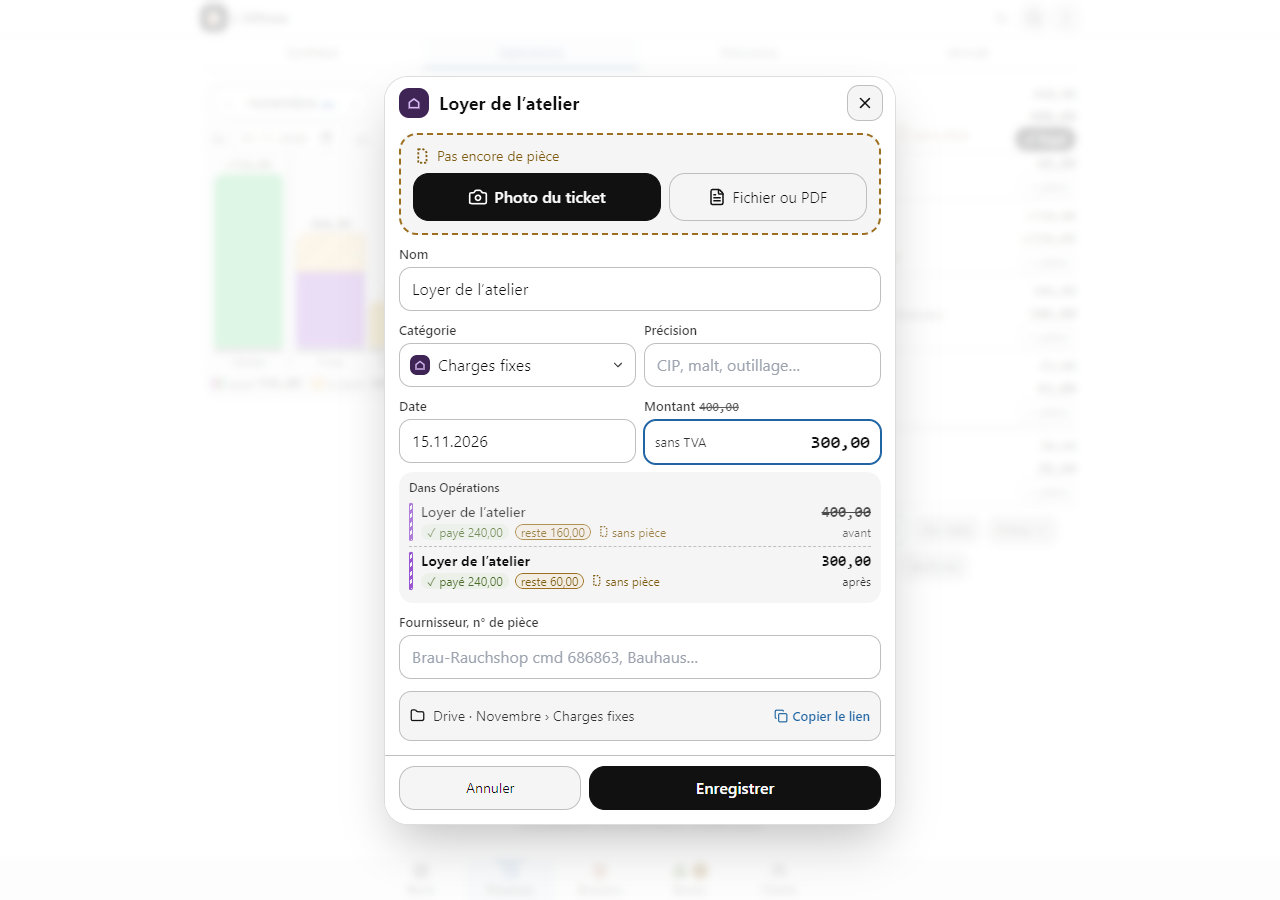 Loyer de l'atelier
Pas encore de pièce
Photo du ticket
Fichier ou PDF
Nom
Loyer de l'atelier
Catégorie
Précision
Charges fixes
CIP, malt, outillage...
Date
Montant 400,00
15.11.2026
sans TVA
300,00
Dans Opérations
Loyer de l'atelier
400,00
✓ payé 240,00
reste 160,00
sans pièce
avant
Loyer de l'atelier
300,00
✓ payé 240,00
reste 60,00
sans pièce
après
Fournisseur, n° de pièce
Brau-Rauchshop cmd 686863, Bauhaus...
Drive · Novembre › Charges fixes
Copier le lien
Annuler
Enregistrer